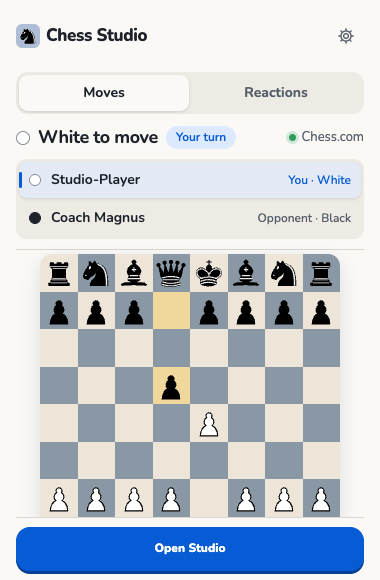 Chess Studio
Moves Reactions
White to move Your turn Chess.com
Studio-Player You · White
Coach Magnus Opponent · Black
Open Studio